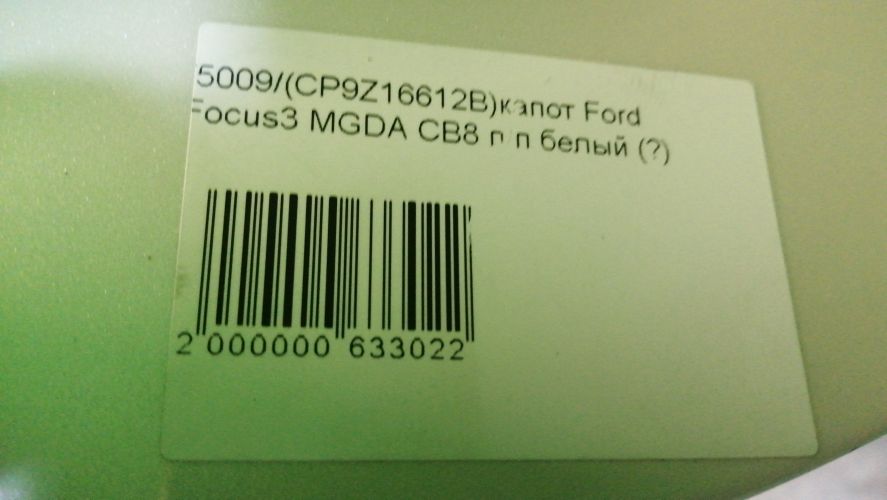 5009/(CP9Z16612B)капот Ford
Focus3 MGDA CB8 п/п белый (?)
2 000000 633022